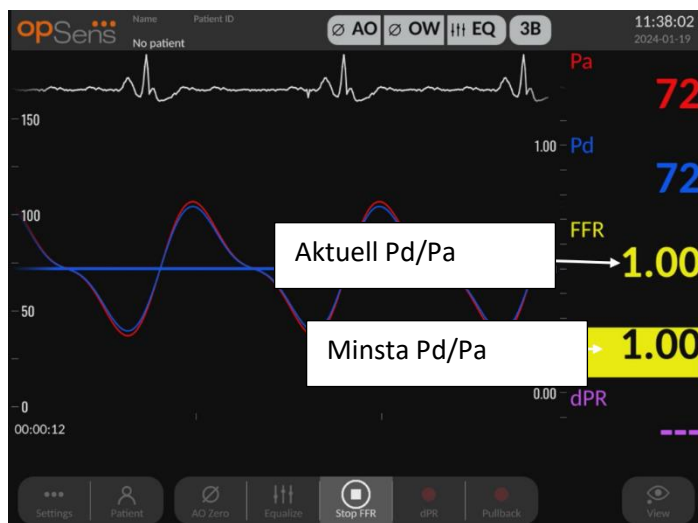 opSens
Name
Patient ID
No patient
Ø AO
Ø OW
EQ
3B
11:38:02
2024-01-19
Pa
72
150
1.00
Pd
72
100
FFR
Aktuell Pd/Pa
1.00
50
Minsta Pd/Pa
1.00
0.00
dPR
0
00:00:12
---
Settings
Patient
AO Zero
Equalize
Stop FFR
dPR
Pullback
View